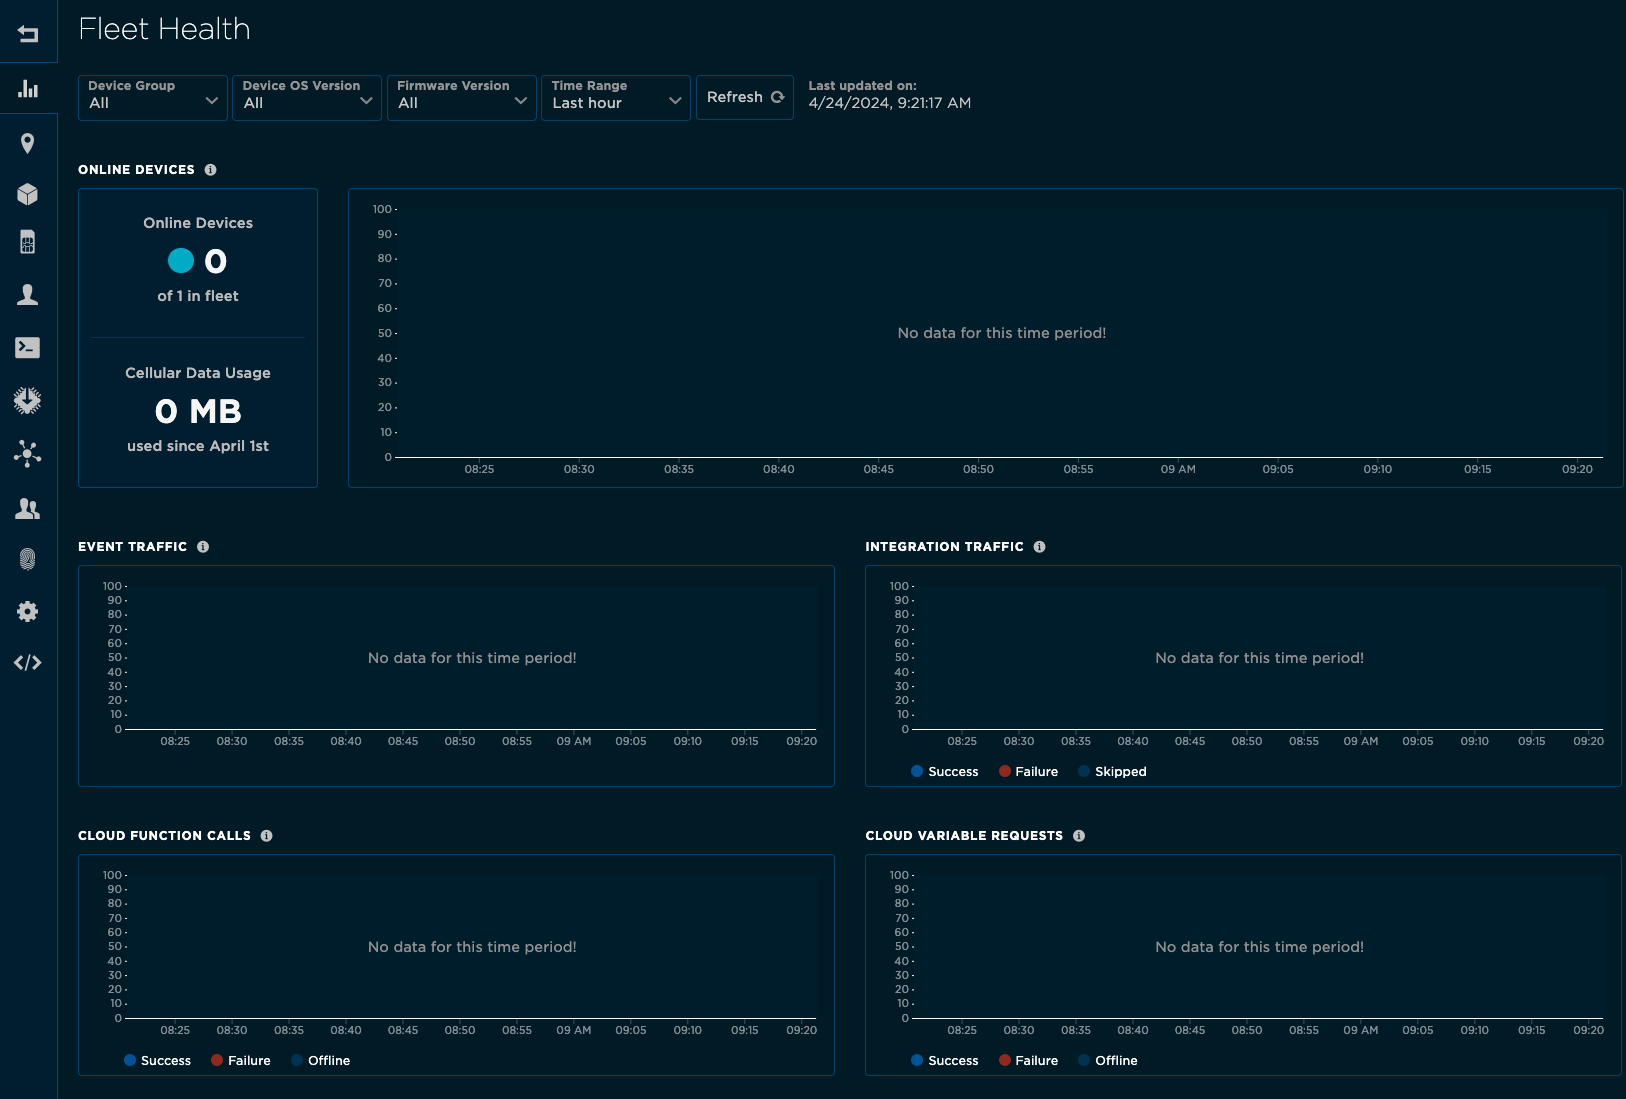 Fleet Health
Device Group
All
Device OS Version
All
Firmware Version
All
Time Range
Last hour
Refresh
Last updated on:
4/24/2024, 9:21:17 AM
ONLINE DEVICES
Online Devices
0
of 1 in fleet
Cellular Data Usage
0 MB
used since April 1st
100
90
80
70
60
50
40
30
20
10
0
No data for this time period!
08:25 08:30 08:35 08:40 08:45 08:50 08:55 09 AM 09:05 09:10 09:15 09:20
EVENT TRAFFIC
100
90
80
70
60
50
40
30
20
10
0
No data for this time period!
08:25 08:30 08:35 08:40 08:45 08:50 08:55 09 AM 09:05 09:10 09:15 09:20
INTEGRATION TRAFFIC
100
90
80
70
60
50
40
30
20
10
0
No data for this time period!
08:25 08:30 08:35 08:40 08:45 08:50 08:55 09 AM 09:05 09:10 09:15 09:20
Success Failure Skipped
CLOUD FUNCTION CALLS
100
90
80
70
60
50
40
30
20
10
0
No data for this time period!
08:25 08:30 08:35 08:40 08:45 08:50 08:55 09 AM 09:05 09:10 09:15 09:20
Success Failure Offline
CLOUD VARIABLE REQUESTS
100
90
80
70
60
50
40
30
20
10
0
No data for this time period!
08:25 08:30 08:35 08:40 08:45 08:50 08:55 09 AM 09:05 09:10 09:15 09:20
Success Failure Offline